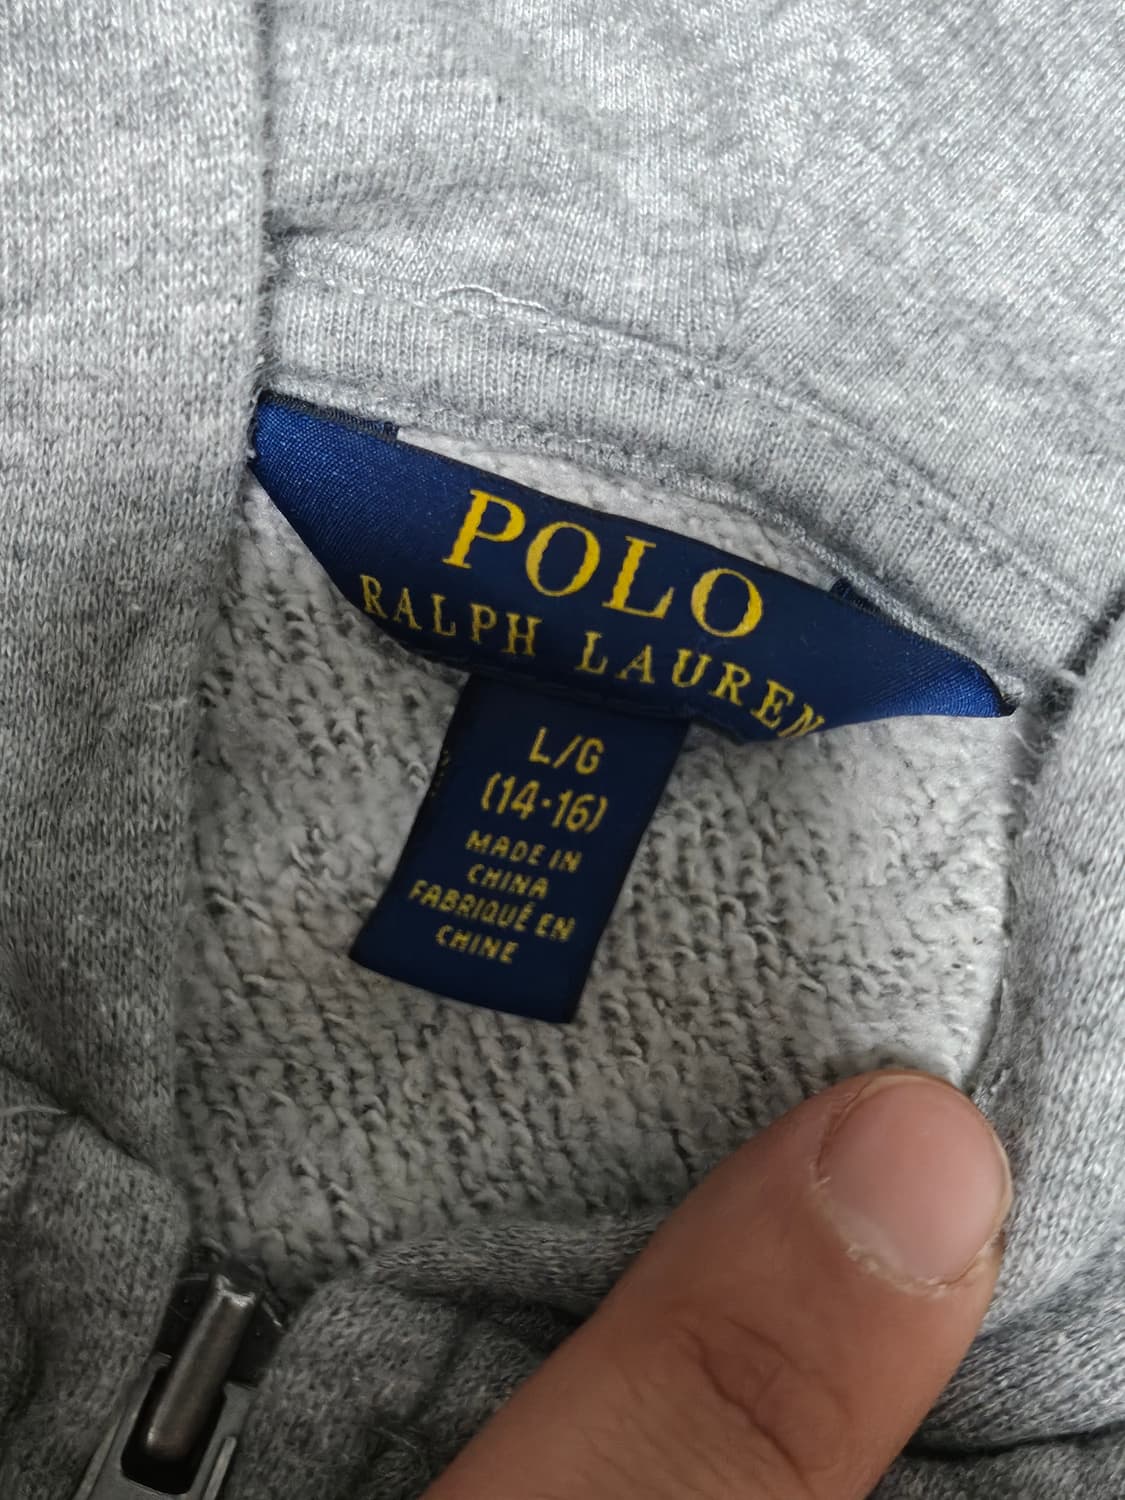 POLO
RALPH LAUREN
L/G
(14-16)
MADE IN
CHINA
FABRIQUÉ EN
CHINE